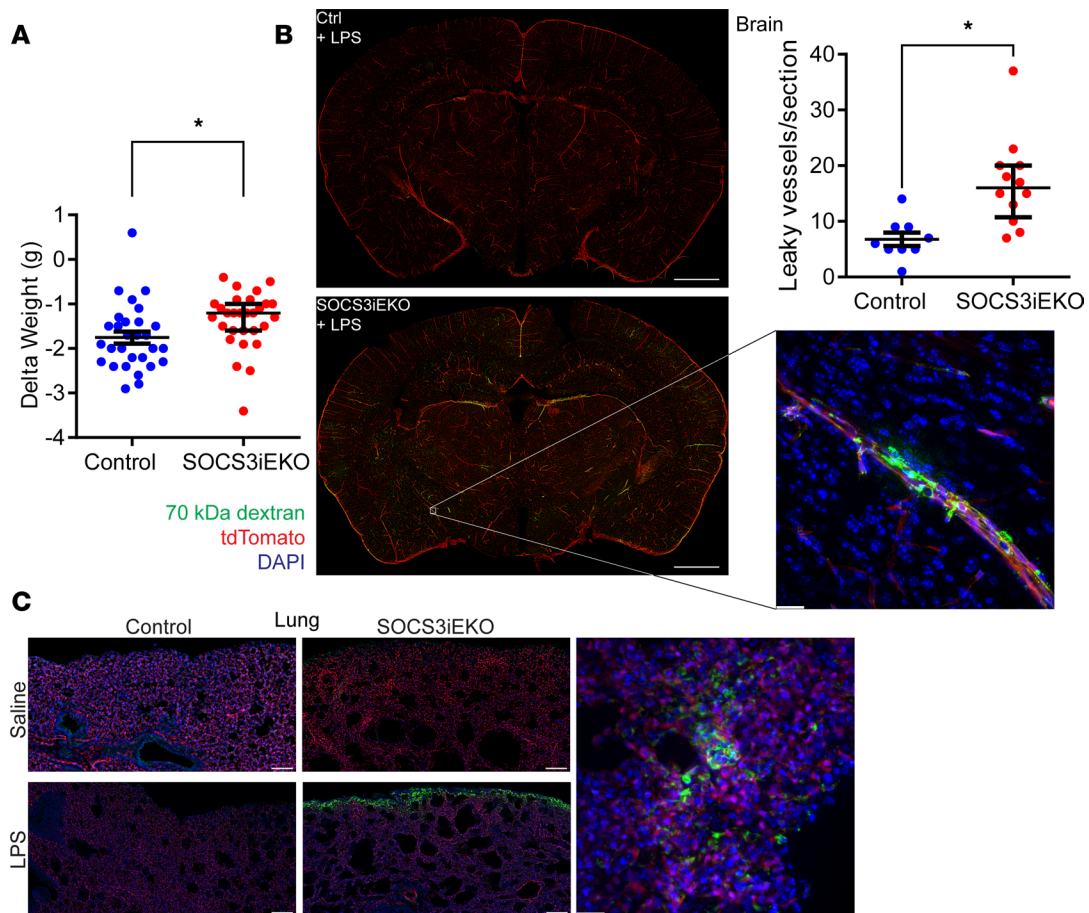 A
*
Delta Weight (g)
1
0
-1
-2
-3
-4
Control
SOCS3iEKO
70 kDa dextran
tdTomato
DAPI
B
Ctrl
+ LPS
SOCS3iEKO
+ LPS
Brain
*
Leaky vessels/section
40
30
20
10
0
Control
SOCS3iEKO
C
Lung
Control
SOCS3iEKO
Saline
LPS